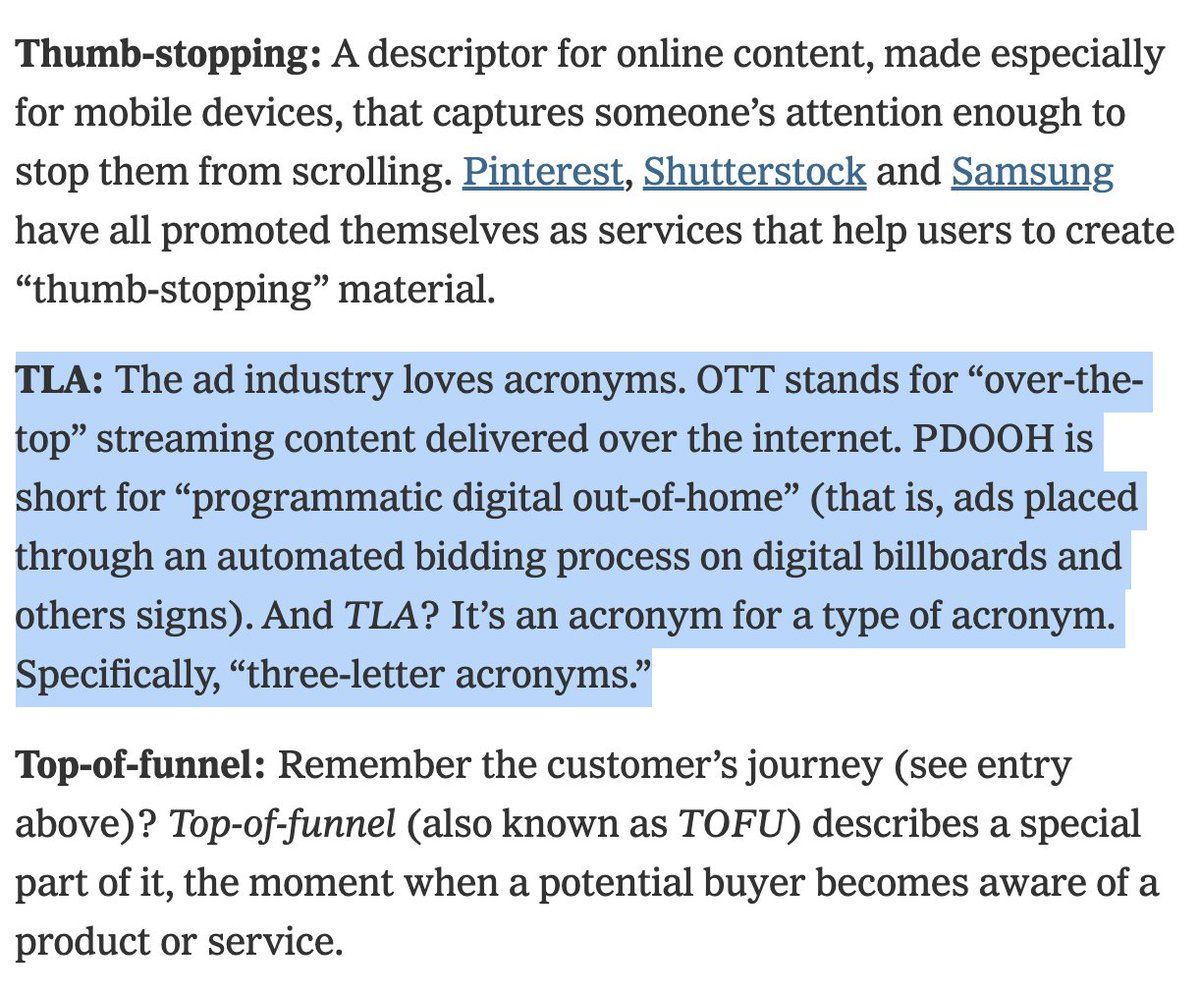 Thumb-stopping: A descriptor for online content, made especially
for mobile devices, that captures someone’s attention enough to
stop them from scrolling. Pinterest, Shutterstock and Samsung
have all promoted themselves as services that help users to create
“thumb-stopping” material.
TLA: The ad industry loves acronyms. OTT stands for “over-the-
top” streaming content delivered over the internet. PDOOH is
short for “programmatic digital out-of-home” (that is, ads placed
through an automated bidding process on digital billboards and
others signs). And TLA? It’s an acronym for a type of acronym.
Specifically, “three-letter acronyms.”
Top-of-funnel: Remember the customer’s journey (see entry
above)? Top-of-funnel (also known as TOFU) describes a special
part of it, the moment when a potential buyer becomes aware of a
product or service.